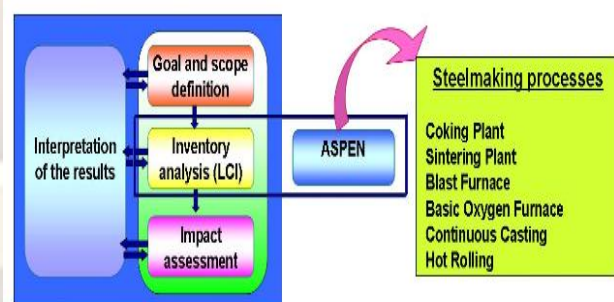 Goal and scope
definition
Interpretation
of the results
Inventory
analysis (LCI)
Impact
assessment
ASPEN
Steelmaking processes
Coking Plant
Sintering Plant
Blast Furnace
Basic Oxygen Furnace
Continuous Casting
Hot Rolling